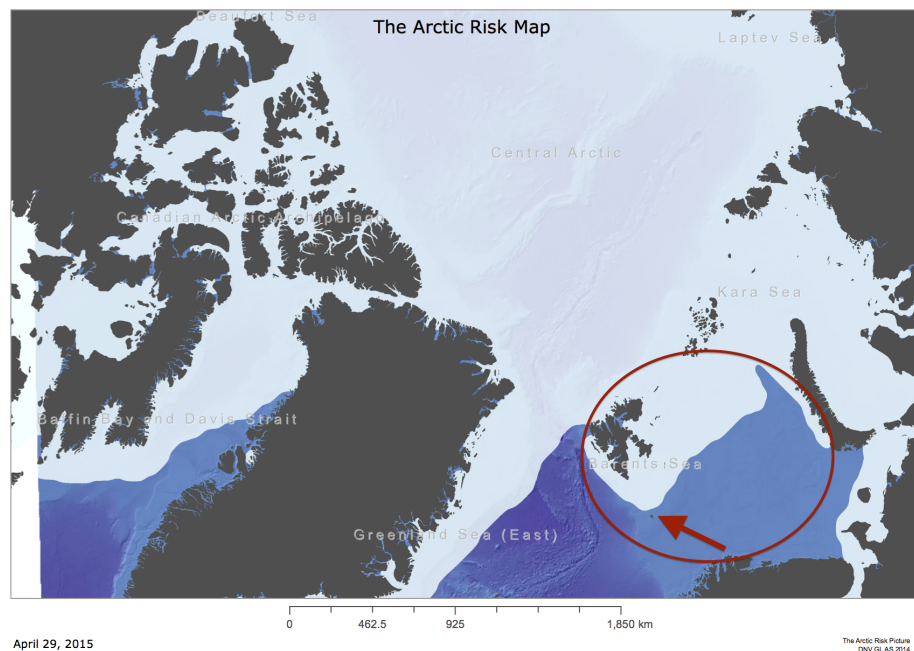 The Arctic Risk Map
Beaufort Sea
Laptev Sea
Central Arctic
Canadian Arctic Archipelago
Kara Sea
Baffin Bay and Davis Strait
Barents Sea
Greenland Sea (East)
0 462.5 925 1,850 km
April 29, 2015
The Arctic Risk Picture
DNV GL AS 2014